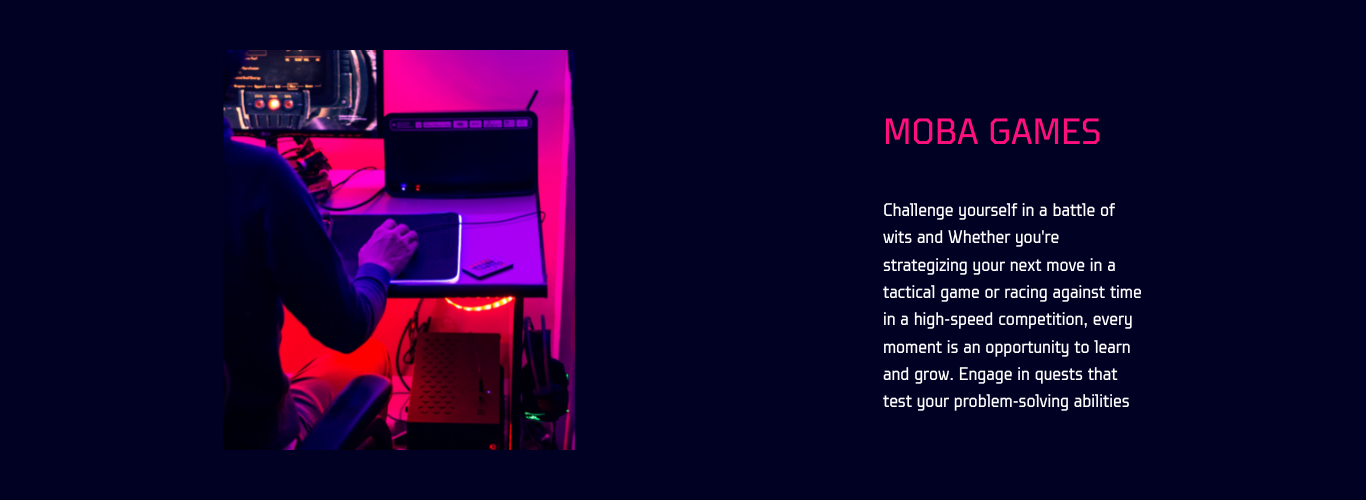 MOBA GAMES
Challenge yourself in a battle of
wits and Whether you're
strategizing your next move in a
tactical game or racing against time
in a high-speed competition, every
moment is an opportunity to learn
and grow. Engage in quests that
test your problem-solving abilities